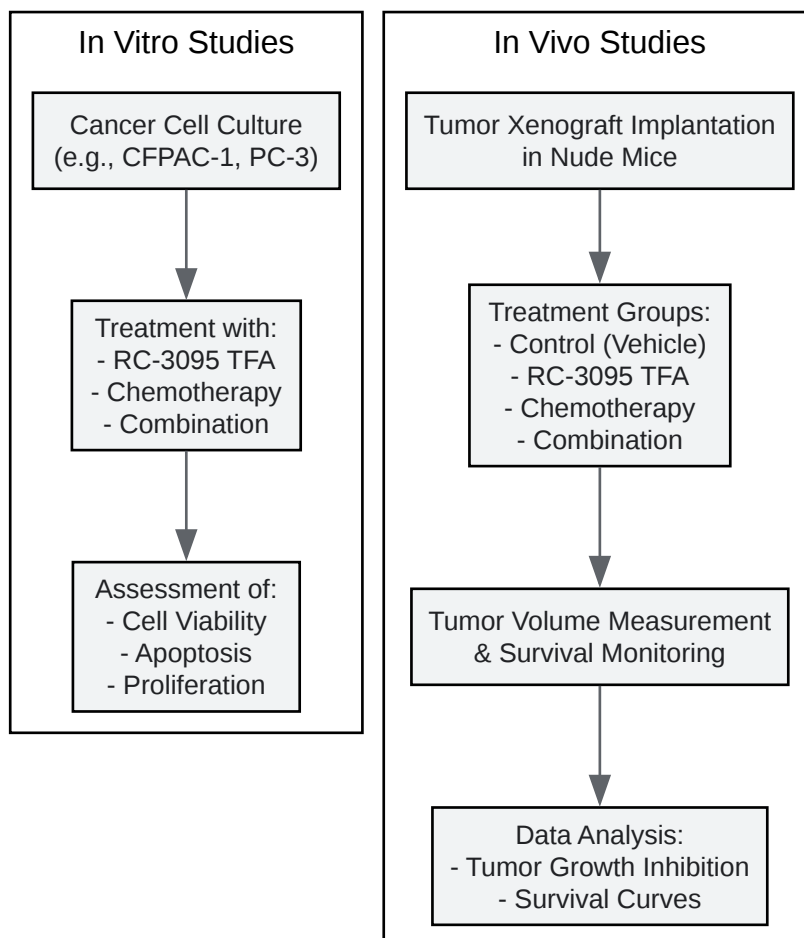 In Vitro Studies
Cancer Cell Culture
(e.g., CFPAC-1, PC-3)
Treatment with:
- RC-3095 TFA
- Chemotherapy
- Combination
Assessment of:
- Cell Viability
- Apoptosis
- Proliferation
In Vivo Studies
Tumor Xenograft Implantation
in Nude Mice
Treatment Groups:
- Control (Vehicle)
- RC-3095 TFA
- Chemotherapy
- Combination
Tumor Volume Measurement
& Survival Monitoring
Data Analysis:
- Tumor Growth Inhibition
- Survival Curves